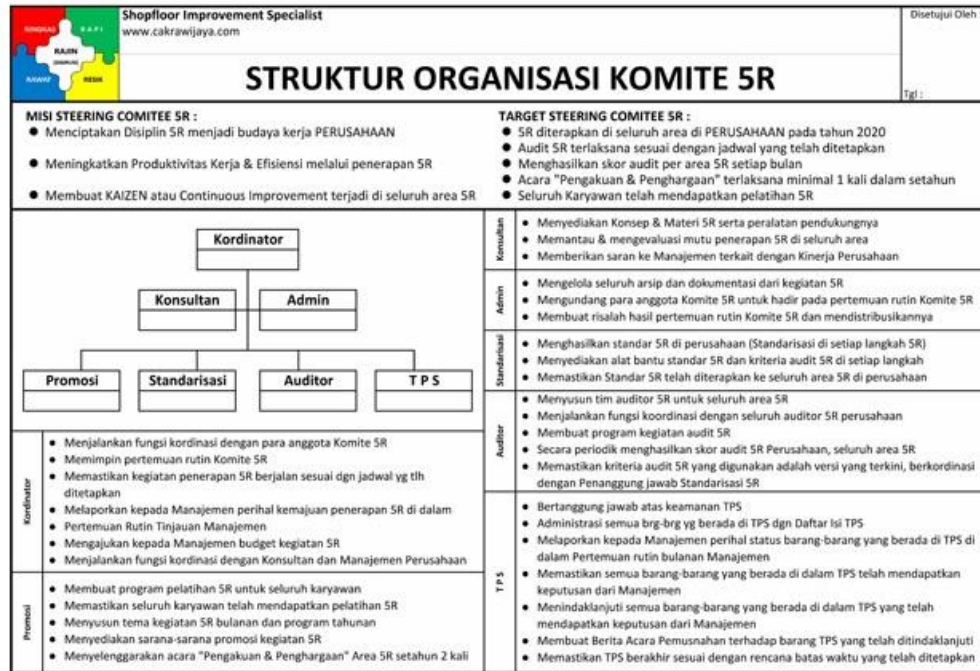 RINGKAS
RAPI
RAJIN
RAWAT
RESIK
Shopfloor Improvement Specialist
www.cakrawijaya.com
Disetujui Oleh :
STRUKTUR ORGANISASI KOMITE 5R
Tgl :
MISI STEERING COMITEE 5R :
● Menciptakan Disiplin 5R menjadi budaya kerja PERUSAHAAN
● Meningkatkan Produktivitas Kerja & Efisiensi melalui penerapan 5R
● Membuat KAIZEN atau Continuous Improvement terjadi di seluruh area 5R
TARGET STEERING COMITEE 5R :
● 5R diterapkan di seluruh area di PERUSAHAAN pada tahun 2020
● Audit 5R terlaksana sesuai dengan jadwal yang telah ditetapkan
● Menghasilkan skor audit per area 5R setiap bulan
● Acara "Pengakuan & Penghargaan" terlaksana minimal 1 kali dalam setahun
● Seluruh Karyawan telah mendapatkan pelatihan 5R
Kordinator
Konsultan
Admin
Promosi
Standarisasi
Auditor
T P S
Kordinator
● Menjalankan fungsi kordinasi dengan para anggota Komite 5R
● Memimpin pertemuan rutin Komite 5R
● Memastikan kegiatan penerapan 5R berjalan sesuai dgn jadwal yg tlh
ditetapkan
● Melaporkan kepada Manajemen perihal kemajuan penerapan 5R di dalam
● Pertemuan Rutin Tinjauan Manajemen
● Mengajukan kepada Manajemen budget kegiatan 5R
● Menjalankan fungsi kordinasi dengan Konsultan dan Manajemen Perusahaan
Promosi
● Membuat program pelatihan 5R untuk seluruh karyawan
● Memastikan seluruh karyawan telah mendapatkan pelatihan 5R
● Menyusun tema kegiatan 5R bulanan dan program tahunan
● Menyediakan sarana-sarana promosi kegiatan 5R
● Menyelenggarakan acara "Pengakuan & Penghargaan" Area 5R setahun 2 kali
Konsultan
● Menyediakan Konsep & Materi 5R serta peralatan pendukungnya
● Memantau & mengevaluasi mutu penerapan 5R di seluruh area
● Memberikan saran ke Manajemen terkait dengan Kinerja Perusahaan
Admin
● Mengelola seluruh arsip dan dokumentasi dari kegiatan 5R
● Mengundang para anggota Komite 5R untuk hadir pada pertemuan rutin Komite 5R
● Membuat risalah hasil pertemuan rutin Komite 5R dan mendistribusikannya
Standarisasi
● Menghasilkan standar 5R di perusahaan (Standarisasi di setiap langkah 5R)
● Menyediakan alat bantu standar 5R dan kriteria audit 5R di setiap langkah
● Memastikan Standar 5R telah diterapkan ke seluruh area 5R di perusahaan
Auditor
● Menyusun tim auditor 5R untuk seluruh area 5R
● Menjalankan fungsi koordinasi dengan seluruh auditor 5R perusahaan
● Membuat program kegiatan audit 5R
● Secara periodik menghasilkan skor audit 5R Perusahaan, seluruh area 5R
● Memastikan kriteria audit 5R yang digunakan adalah versi yang terkini, berkordinasi
dengan Penanggung jawab Standarisasi 5R
T P S
● Bertanggung jawab atas keamanan TPS
● Administrasi semua brg-brg yg berada di TPS dgn Daftar Isi TPS
● Melaporkan kepada Manajemen perihal status barang-barang yang berada di TPS di
dalam Pertemuan rutin bulanan Manajemen
● Memastikan semua barang-barang yang berada di dalam TPS telah mendapatkan
keputusan dari Manajemen
● Menindaklanjuti semua barang-barang yang berada di dalam TPS yang telah
mendapatkan keputusan dari Manajemen
● Membuat Berita Acara Pemusnahan terhadap barang TPS yang telah ditindaklanjuti
● Memastikan TPS berakhir sesuai dengan rencana batas waktu yang telah ditetapkan